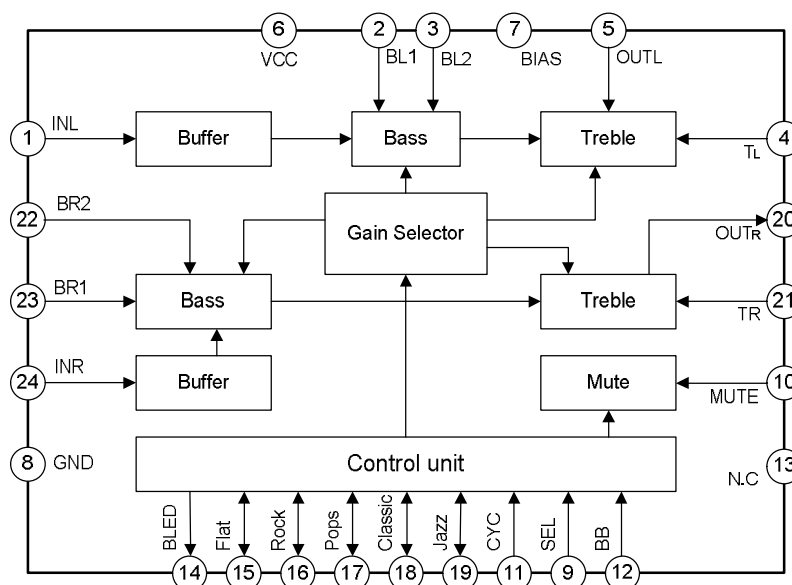 6 2 3 7 5
VCC BL1 BL2 BIAS OUTL
1 INL Buffer Bass Treble 4
TL
22 BR2 Gain Selector 20
OUTR
23 BR1 Bass Treble 21
TR
24 INR Buffer Mute 10
MUTE
8 GND Control unit 13
N.C
BLED Flat Rock Pops Classic Jazz CYC SEL BB
14 15 16 17 18 19 11 9 12